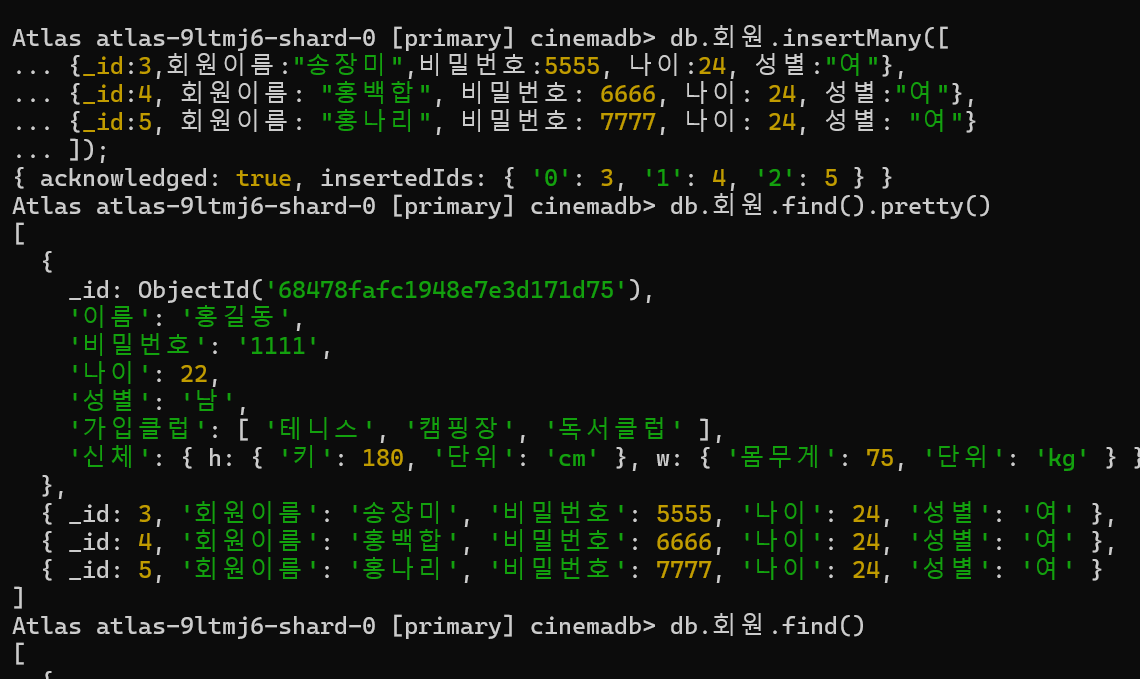 Atlas atlas-9ltmj6-shard-0 [primary] cinemadb> db.회원.insertMany([
... {_id:3,회원이름:"송장미",비밀번호:5555, 나이:24, 성별:"여"},
... {_id:4, 회원이름: "홍백합", 비밀번호: 6666, 나이: 24, 성별:"여"},
... {_id:5, 회원이름: "홍나리", 비밀번호: 7777, 나이: 24, 성별: "여"}
... ]);
{ acknowledged: true, insertedIds: { '0': 3, '1': 4, '2': 5 } }
Atlas atlas-9ltmj6-shard-0 [primary] cinemadb> db.회원.find().pretty()
[
  {
    _id: ObjectId('68478fafc1948e7e3d171d75'),
    '이름': '홍길동',
    '비밀번호': '1111',
    '나이': 22,
    '성별': '남',
    '가입클럽': [ '테니스', '캠핑장', '독서클럽' ],
    '신체': { h: { '키': 180, '단위': 'cm' }, w: { '몸무게': 75, '단위': 'kg' } }
  },
  { _id: 3, '회원이름': '송장미', '비밀번호': 5555, '나이': 24, '성별': '여' },
  { _id: 4, '회원이름': '홍백합', '비밀번호': 6666, '나이': 24, '성별': '여' },
  { _id: 5, '회원이름': '홍나리', '비밀번호': 7777, '나이': 24, '성별': '여' }
]
Atlas atlas-9ltmj6-shard-0 [primary] cinemadb> db.회원.find()
[
  {